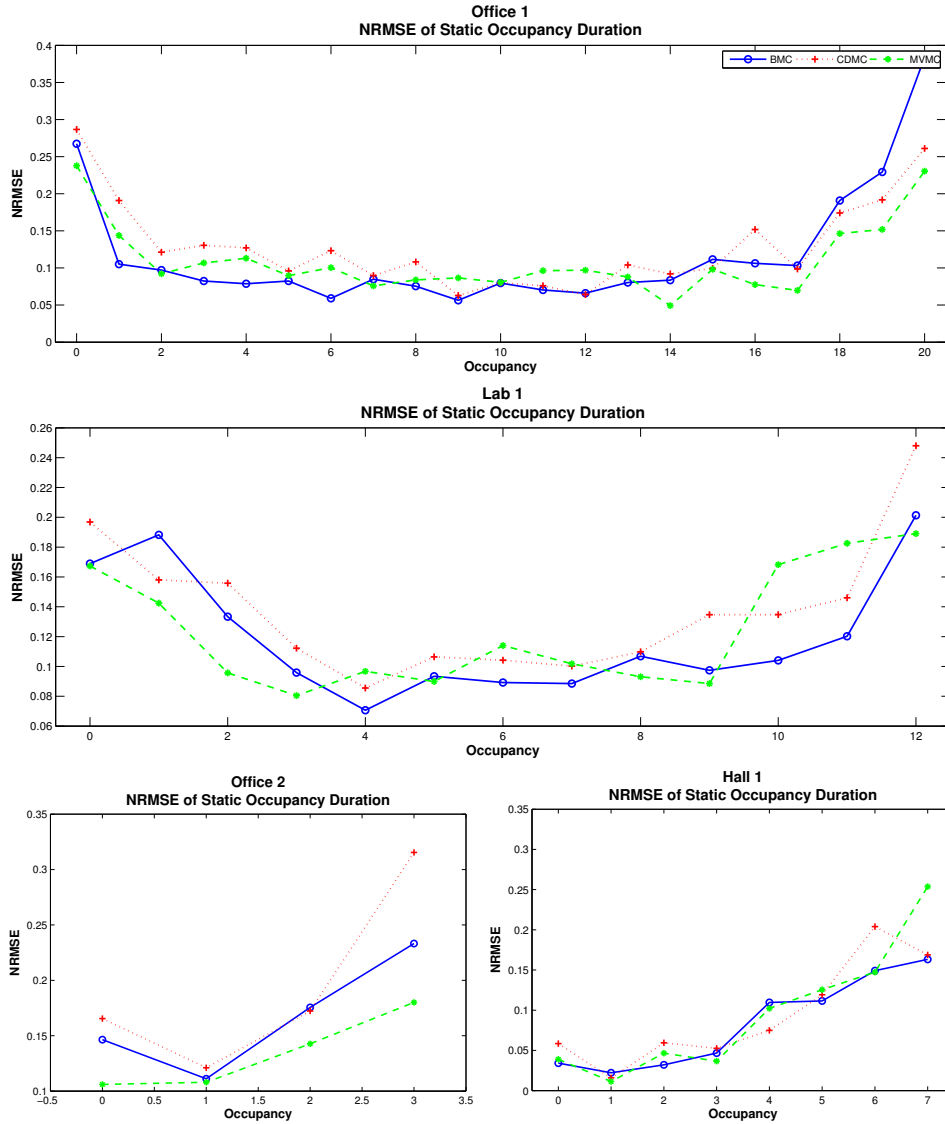 Office 1
NRMSE of Static Occupancy Duration
BMC CDMC MVMC
0.4
0.35
0.3
0.25
0.2
0.15
0.1
0.05
0
NRMSE
0 2 4 6 8 10 12 14 16 18 20
Occupancy
Lab 1
NRMSE of Static Occupancy Duration
0.26
0.24
0.22
0.2
0.18
0.16
0.14
0.12
0.1
0.08
0.06
NRMSE
0 2 4 6 8 10 12
Occupancy
Office 2
NRMSE of Static Occupancy Duration
0.35
0.3
0.25
0.2
0.15
0.1
NRMSE
−0.5 0 0.5 1 1.5 2 2.5 3 3.5
Occupancy
Hall 1
NRMSE of Static Occupancy Duration
0.35
0.3
0.25
0.2
0.15
0.1
0.05
0
NRMSE
0 1 2 3 4 5 6 7
Occupancy